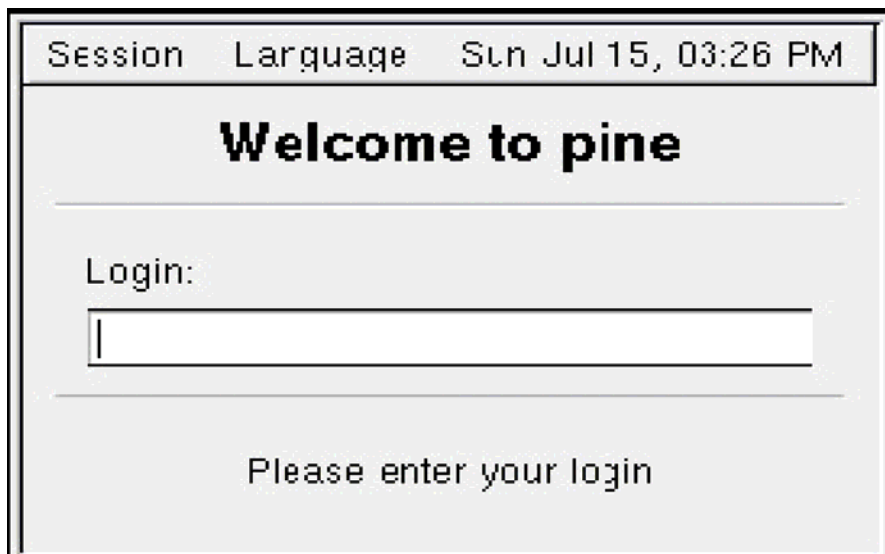 Session Language Sun Jul 15, 03:26 PM
Welcome to pine
Login:
Please enter your login